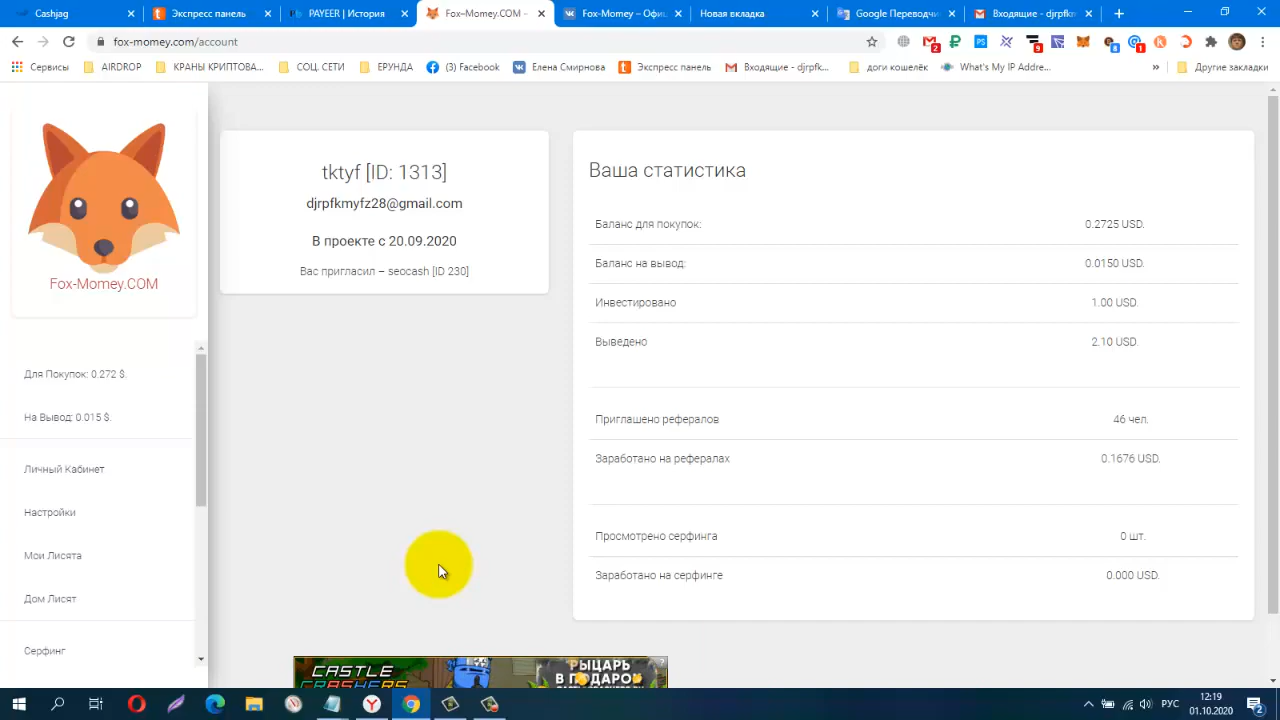 Cashjag
Экспресс панель
PAYEER | История
Fox–Momey.COM –
Fox-Momey – Офиц
Новая вкладка
Google Переводчи
Входящие - djrpfkm
fox-momey.com/account
Сервисы
AIRDROP
КРАНЫ КРИПТОВА...
СОЦ. СЕТИ
ЕРУНДА
(3) Facebook
Елена Смирнова
Экспресс панель
Входящие - djrpfk...
доги кошелёк
What's My IP Addre...
»
Другие закладки
Fox-Momey.COM
Для Покупок: 0.272 $.
На Вывод: 0.015 $.
Личный Кабинет
Настройки
Мои Лисята
Дом Лисят
Серфинг
tktyf [ID: 1313]
djrpfkmyfz28@gmail.com
В проекте с 20.09.2020
Вас пригласил – seocash [ID 230]
Ваша статистика
Баланс для покупок: 0.2725 USD.
Баланс на вывод: 0.0150 USD.
Инвестировано 1.00 USD.
Выведено 2.10 USD.
Приглашено рефералов 46 чел.
Заработано на рефералах 0.1676 USD.
Просмотрено серфинга 0 шт.
Заработано на серфинге 0.000 USD.
CASTLE
CRASHERS
РЫЦАРЬ
В ПОДАРОК
РУС
12:19
01.10.2020